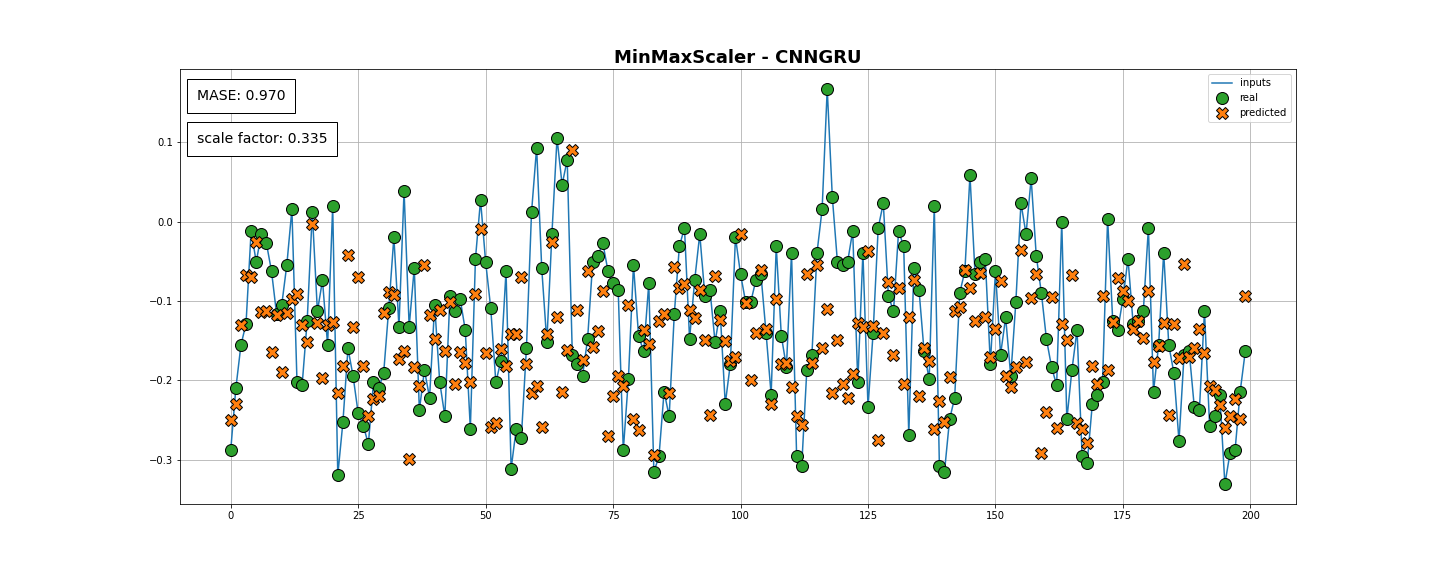 MinMaxScaler - CNNGRU
MASE: 0.970
scale factor: 0.335
inputs
real
predicted
0.1
0.0
−0.1
−0.2
−0.3
0 25 50 75 100 125 150 175 200